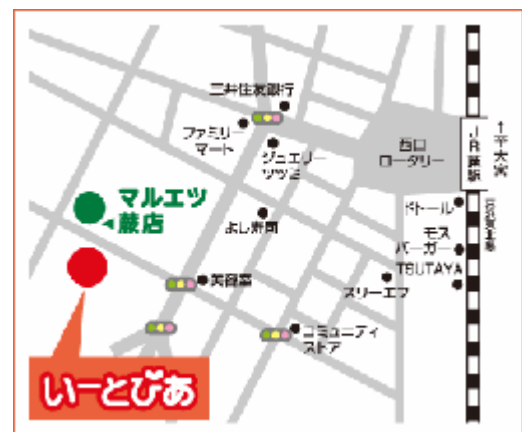 三井住友銀行
ファミリー
マート
ジュエリー
ツツミ
西口
ロータリー
JR蕨駅
↑至大宮
マルエツ
蕨店
よし寿司
ドトール
モス
バーガー
TSUTAYA
美容室
スリーエフ
コミュニティ
ストア
いーとぴあ